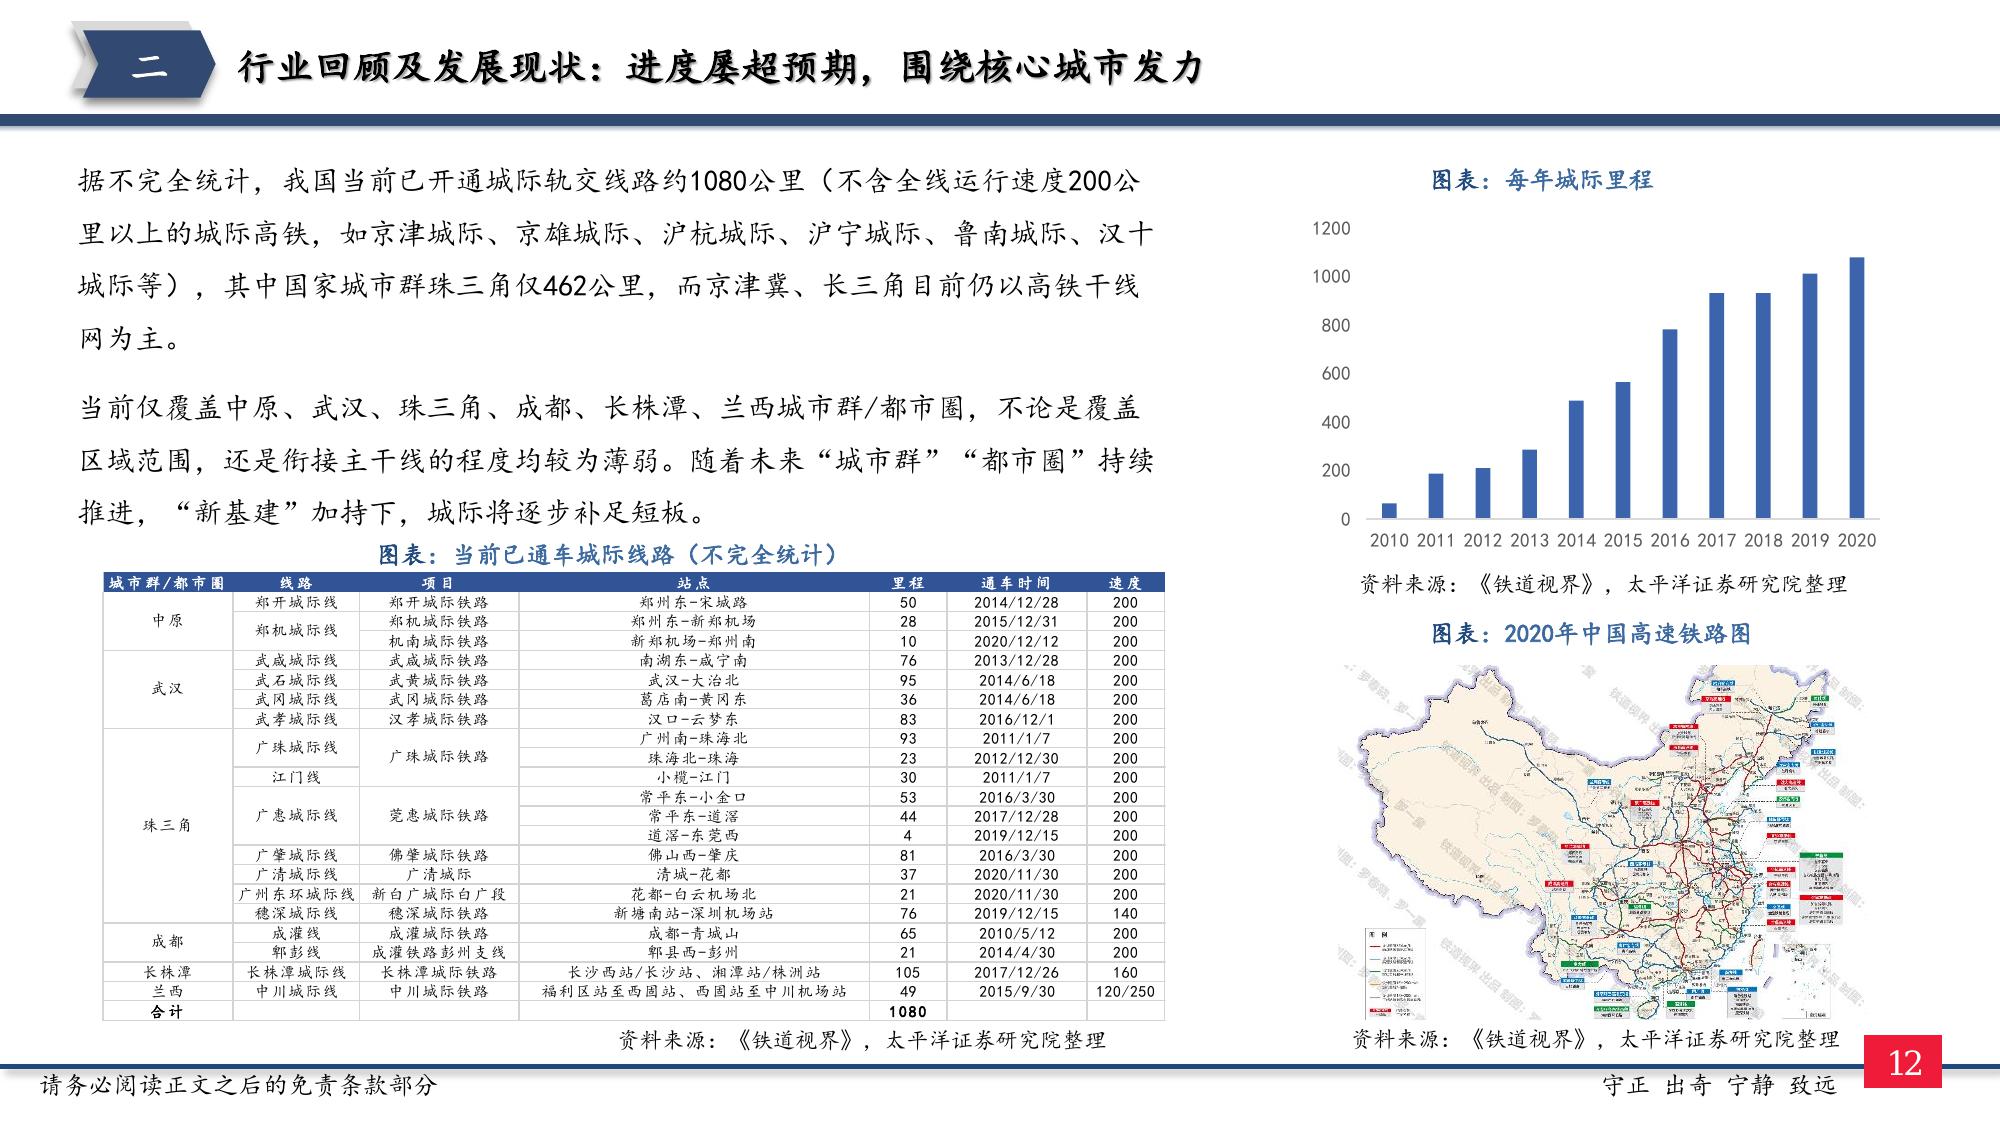 二
行业回顾及发展现状：进度屡超预期，围绕核心城市发力
据不完全统计，我国当前已开通城际轨交线路约1080公里（不含全线运行速度200公
里以上的城际高铁，如京津城际、京雄城际、沪杭城际、沪宁城际、鲁南城际、汉十
城际等），其中国家城市群珠三角仅462公里，而京津冀、长三角目前仍以高铁干线
网为主。
当前仅覆盖中原、武汉、珠三角、成都、长株潭、兰西城市群/都市圈，不论是覆盖
区域范围，还是衔接主干线的程度均较为薄弱。随着未来“城市群”“都市圈”持续
推进，“新基建”加持下，城际将逐步补足短板。
图表：当前已通车城际线路（不完全统计）
城市群/都市圈 线路 项目 站点 里程 通车时间 速度
中原 郑开城际线 郑开城际铁路 郑州东-宋城路 50 2014/12/28 200
郑机城际线 郑机城际铁路 郑州东-新郑机场 28 2015/12/31 200
机南城际铁路 新郑机场-郑州南 10 2020/12/12 200
武汉 武咸城际线 武咸城际铁路 南湖东-咸宁南 76 2013/12/28 200
武石城际线 武黄城际铁路 武汉-大冶北 95 2014/6/18 200
武冈城际线 武冈城际铁路 葛店南-黄冈东 36 2014/6/18 200
武孝城际线 汉孝城际铁路 汉口-云梦东 83 2016/12/1 200
珠三角 广珠城际线 广珠城际铁路 广州南-珠海北 93 2011/1/7 200
珠海北-珠海 23 2012/12/30 200
江门线 小榄-江门 30 2011/1/7 200
广惠城际线 莞惠城际铁路 常平东-小金口 53 2016/3/30 200
常平东-道滘 44 2017/12/28 200
道滘-东莞西 4 2019/12/15 200
广肇城际线 佛肇城际铁路 佛山西-肇庆 81 2016/3/30 200
广清城际线 广清城际 清城-花都 37 2020/11/30 200
广州东环城际线 新白广城际白广段 花都-白云机场北 21 2020/11/30 200
穗深城际线 穗深城际铁路 新塘南站-深圳机场站 76 2019/12/15 140
成都 成灌线 成灌城际铁路 成都-青城山 65 2010/5/12 200
郫彭线 成灌铁路彭州支线 郫县西-彭州 21 2014/4/30 200
长株潭 长株潭城际线 长株潭城际铁路 长沙西站/长沙站、湘潭站/株洲站 105 2017/12/26 160
兰西 中川城际线 中川城际铁路 福利区站至西固站、西固站至中川机场站 49 2015/9/30 120/250
合计 1080
资料来源：《铁道视界》，太平洋证券研究院整理
图表：每年城际里程
1200
1000
800
600
400
200
0
2010 2011 2012 2013 2014 2015 2016 2017 2018 2019 2020
资料来源：《铁道视界》，太平洋证券研究院整理
图表：2020年中国高速铁路图
资料来源：《铁道视界》，太平洋证券研究院整理
请务必阅读正文之后的免责条款部分
守正 出奇 宁静 致远
12